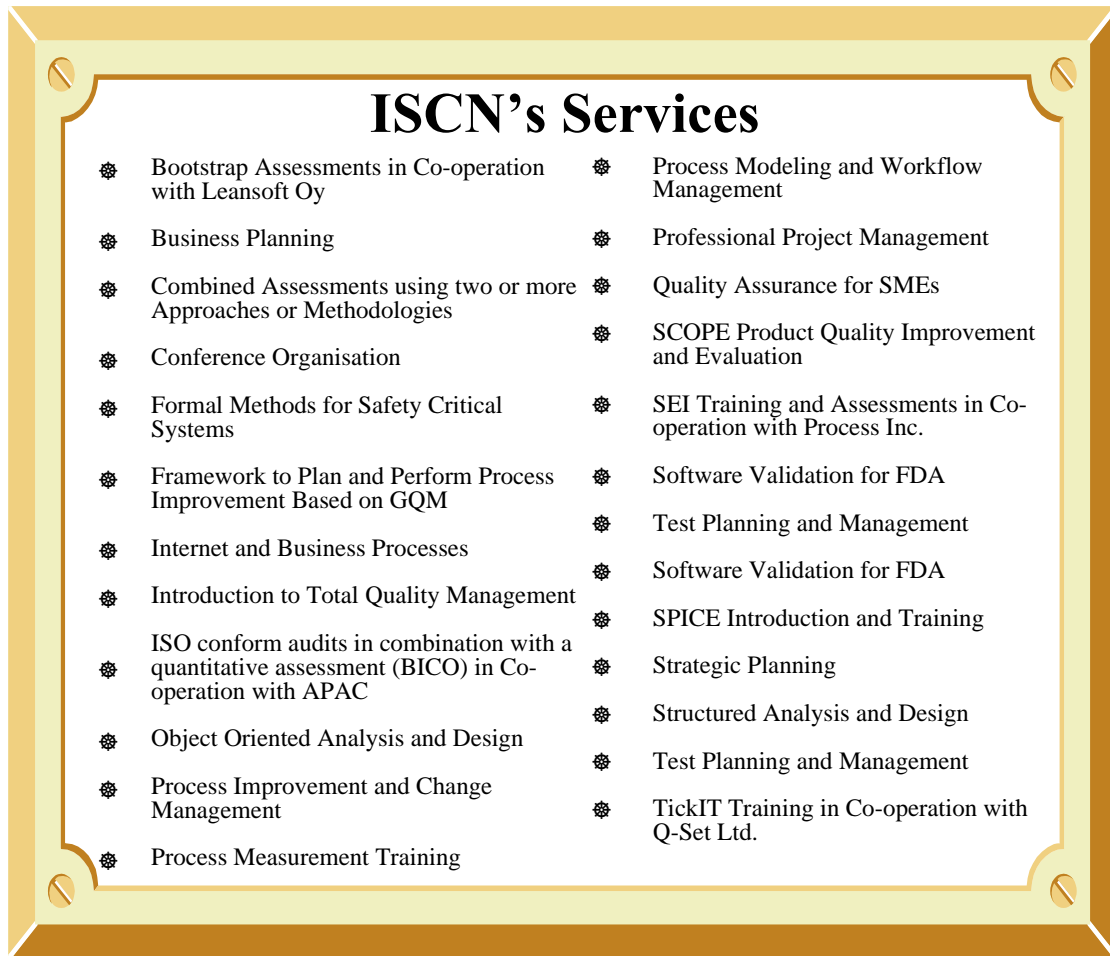 ISCN's Services
Bootstrap Assessments in Co-operation
with Leansoft Oy
Business Planning
Combined Assessments using two or more
Approaches or Methodologies
Conference Organisation
Formal Methods for Safety Critical
Systems
Framework to Plan and Perform Process
Improvement Based on GQM
Internet and Business Processes
Introduction to Total Quality Management
ISO conform audits in combination with a
quantitative assessment (BICO) in Co-
operation with APAC
Object Oriented Analysis and Design
Process Improvement and Change
Management
Process Measurement Training
Process Modeling and Workflow
Management
Professional Project Management
Quality Assurance for SMEs
SCOPE Product Quality Improvement
and Evaluation
SEI Training and Assessments in Co-
operation with Process Inc.
Software Validation for FDA
Test Planning and Management
Software Validation for FDA
SPICE Introduction and Training
Strategic Planning
Structured Analysis and Design
Test Planning and Management
TickIT Training in Co-operation with
Q-Set Ltd.